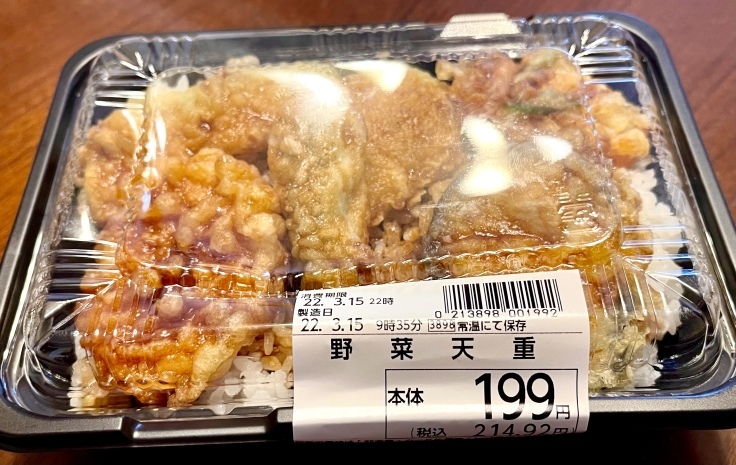 消費期限
22. 3.15 22時
製造日
22. 3.15 9時35分 3898 常温にて保存
0 213898 001992
野菜天重
本体 199円
(税込 214.92円